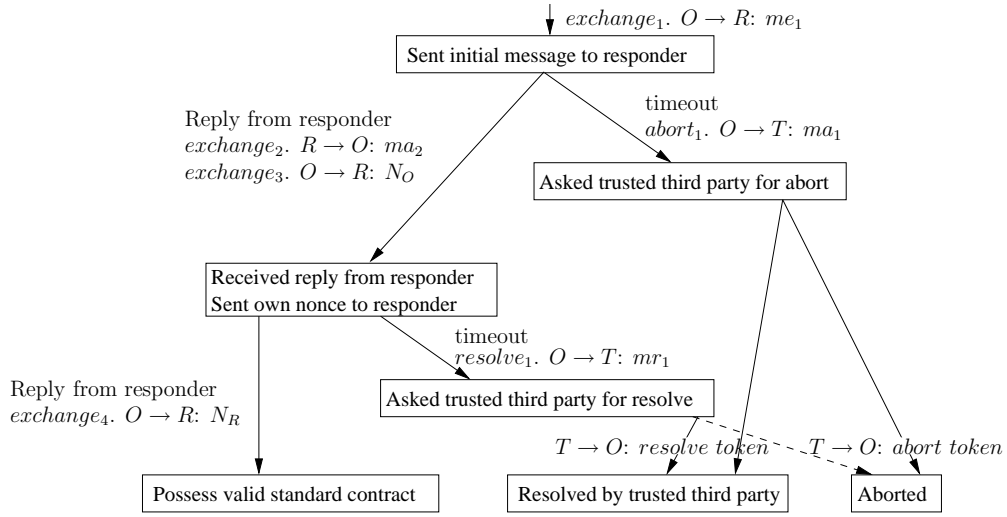 exchange₁. O → R: me₁
Sent initial message to responder
Reply from responder
exchange₂. R → O: ma₂
exchange₃. O → R: N_O
timeout
abort₁. O → T: ma₁
Asked trusted third party for abort
Received reply from responder
Sent own nonce to responder
timeout
resolve₁. O → T: mr₁
Reply from responder
exchange₄. O → R: N_R
Asked trusted third party for resolve
T → O: resolve token
T → O: abort token
Possess valid standard contract
Resolved by trusted third party
Aborted